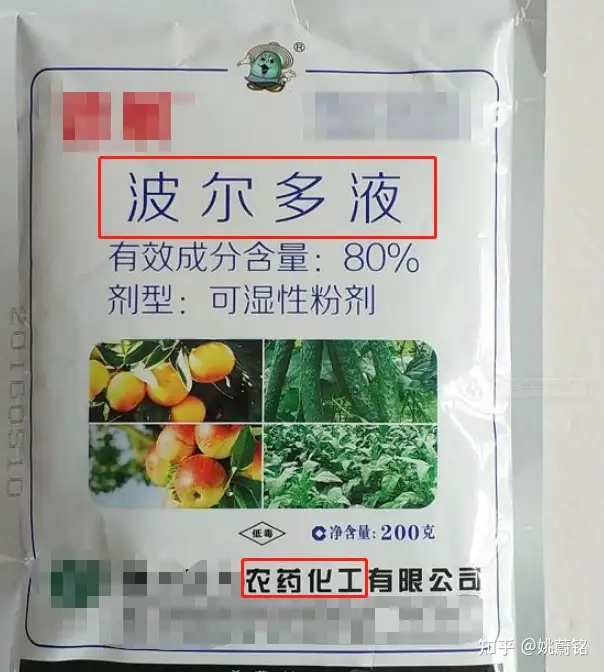 ®
波尔多液
有效成分含量：80%
剂型：可湿性粉剂
20160510
低毒
净含量：200克
农药化工有限公司
知乎 @姚蔚铭